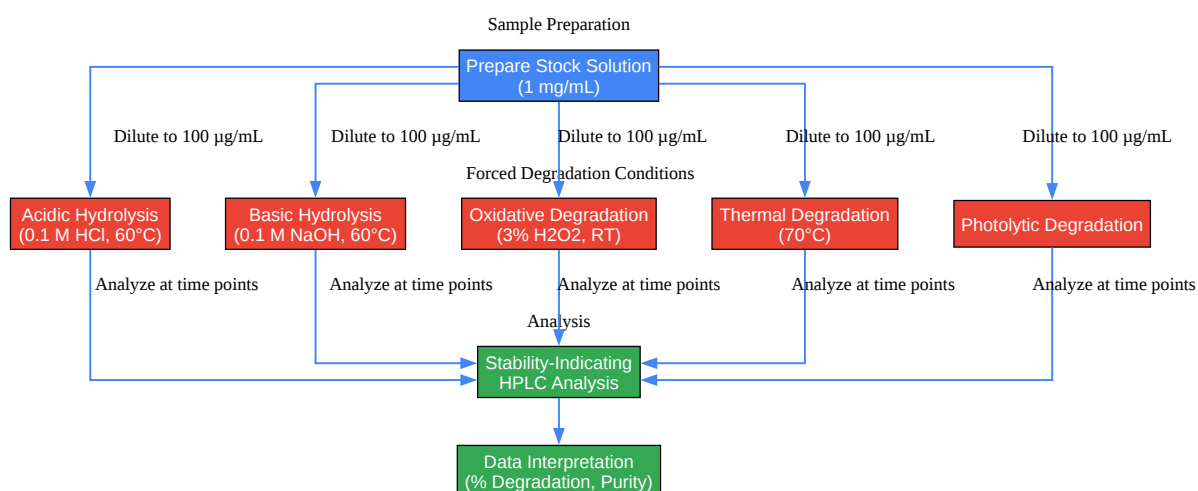 Sample Preparation
Prepare Stock Solution
(1 mg/mL)
Dilute to 100 µg/mL
Dilute to 100 µg/mL
Dilute to 100 µg/mL
Dilute to 100 µg/mL
Dilute to 100 µg/mL
Forced Degradation Conditions
Acidic Hydrolysis
(0.1 M HCl, 60°C)
Basic Hydrolysis
(0.1 M NaOH, 60°C)
Oxidative Degradation
(3% H2O2, RT)
Thermal Degradation
(70°C)
Photolytic Degradation
Analyze at time points
Analyze at time points
Analyze at time points
Analyze at time points
Analyze at time points
Analysis
Stability-Indicating
HPLC Analysis
Data Interpretation
(% Degradation, Purity)